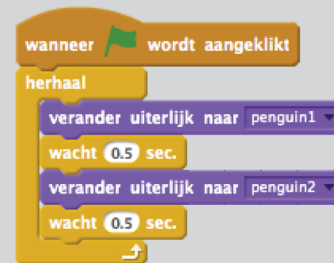 wanneer wordt aangeklikt
herhaal
verander uiterlijk naar penguin1
wacht 0.5 sec.
verander uiterlijk naar penguin2
wacht 0.5 sec.